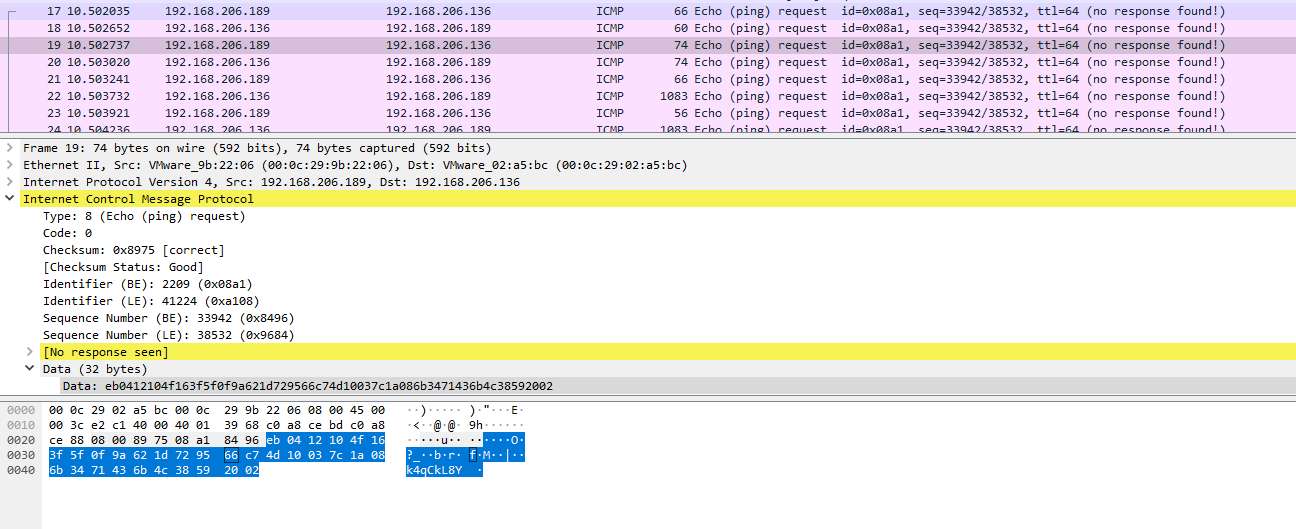 17 10.502035 192.168.206.189 192.168.206.136 ICMP 66 Echo (ping) request id=0x08a1, seq=33942/38532, ttl=64 (no response found!)
18 10.502652 192.168.206.136 192.168.206.189 ICMP 60 Echo (ping) request id=0x08a1, seq=33942/38532, ttl=64 (no response found!)
19 10.502737 192.168.206.189 192.168.206.136 ICMP 74 Echo (ping) request id=0x08a1, seq=33942/38532, ttl=64 (no response found!)
20 10.503020 192.168.206.136 192.168.206.189 ICMP 74 Echo (ping) request id=0x08a1, seq=33942/38532, ttl=64 (no response found!)
21 10.503241 192.168.206.189 192.168.206.136 ICMP 66 Echo (ping) request id=0x08a1, seq=33942/38532, ttl=64 (no response found!)
22 10.503732 192.168.206.136 192.168.206.189 ICMP 1083 Echo (ping) request id=0x08a1, seq=33942/38532, ttl=64 (no response found!)
23 10.503921 192.168.206.189 192.168.206.136 ICMP 56 Echo (ping) request id=0x08a1, seq=33942/38532, ttl=64 (no response found!)
24 10.504236 192.168.206.136 192.168.206.189 ICMP 1083 Echo (ping) request id=0x08a1, seq=33942/38532, ttl=64 (no response found!)
Frame 19: 74 bytes on wire (592 bits), 74 bytes captured (592 bits)
Ethernet II, Src: VMware_9b:22:06 (00:0c:29:9b:22:06), Dst: VMware_02:a5:bc (00:0c:29:02:a5:bc)
Internet Protocol Version 4, Src: 192.168.206.189, Dst: 192.168.206.136
Internet Control Message Protocol
Type: 8 (Echo (ping) request)
Code: 0
Checksum: 0x8975 [correct]
[Checksum Status: Good]
Identifier (BE): 2209 (0x08a1)
Identifier (LE): 41224 (0xa108)
Sequence Number (BE): 33942 (0x8496)
Sequence Number (LE): 38532 (0x9684)
[No response seen]
Data (32 bytes)
Data: eb0412104f163f5f0f9a621d729566c74d10037c1a086b3471436b4c38592002
0000 00 0c 29 02 a5 bc 00 0c 29 9b 22 06 08 00 45 00 ··)····· )·"···E·
0010 00 3c e2 c1 40 00 40 01 39 68 c0 a8 ce bd c0 a8 ·<··@·@· 9h······
0020 ce 88 08 00 89 75 08 a1 84 96 eb 04 12 10 4f 16 ·····u·· ······O·
0030 3f 5f 0f 9a 62 1d 72 95 66 c7 4d 10 03 7c 1a 08 ?_··b·r· f·M··|··
0040 6b 34 71 43 6b 4c 38 59 20 02 k4qCkL8Y ·